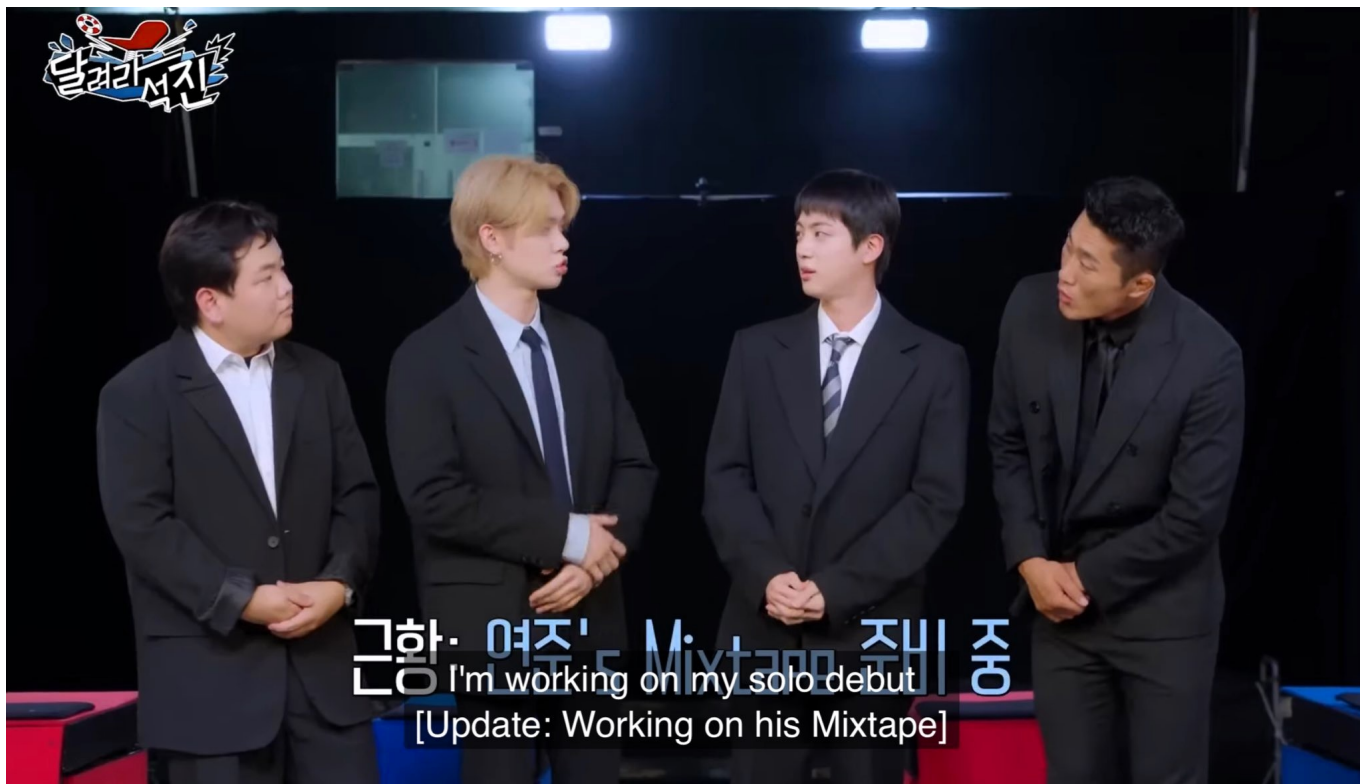 달려라
석진
근황: 연준's Mixtape 준비 중
I'm working on my solo debut
[Update: Working on his Mixtape]